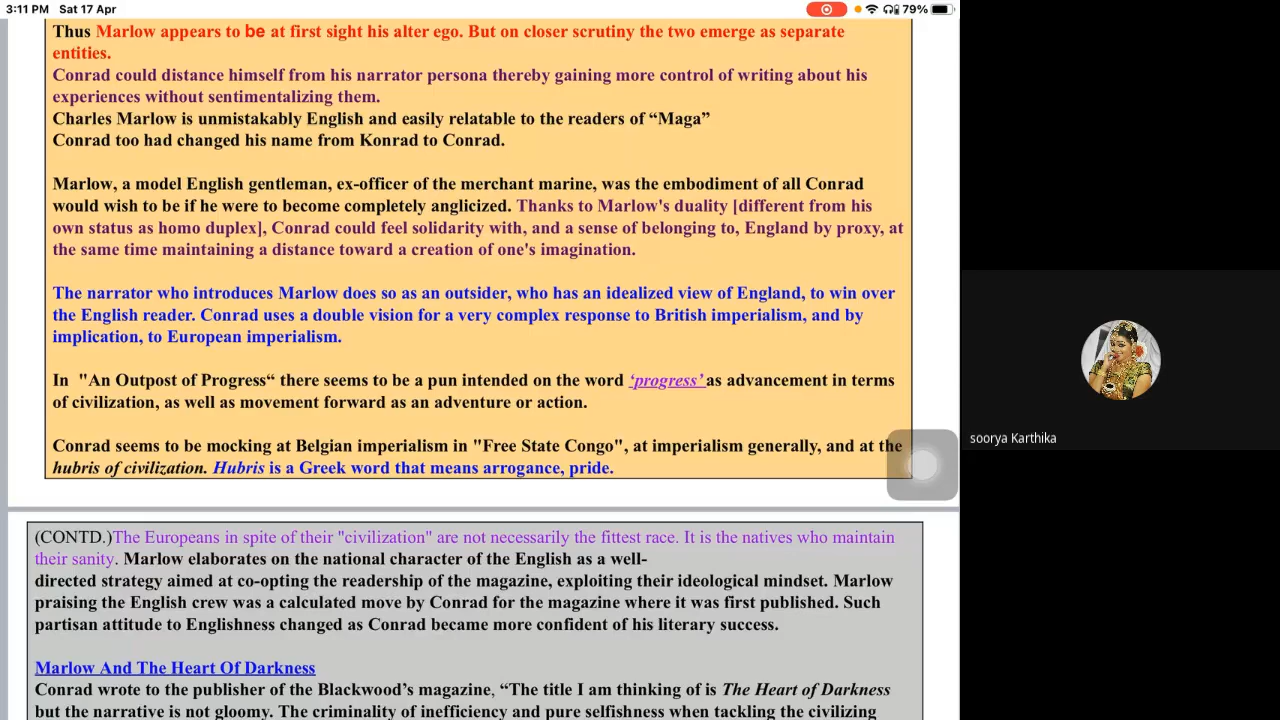 3:11 PM Sat 17 Apr
79%
Thus Marlow appears to be at first sight his alter ego. But on closer scrutiny the two emerge as separate
entities.
Conrad could distance himself from his narrator persona thereby gaining more control of writing about his
experiences without sentimentalizing them.
Charles Marlow is unmistakably English and easily relatable to the readers of “Maga”
Conrad too had changed his name from Konrad to Conrad.
Marlow, a model English gentleman, ex-officer of the merchant marine, was the embodiment of all Conrad
would wish to be if he were to become completely anglicized. Thanks to Marlow's duality [different from his
own status as homo duplex], Conrad could feel solidarity with, and a sense of belonging to, England by proxy, at
the same time maintaining a distance toward a creation of one's imagination.
The narrator who introduces Marlow does so as an outsider, who has an idealized view of England, to win over
the English reader. Conrad uses a double vision for a very complex response to British imperialism, and by
implication, to European imperialism.
In "An Outpost of Progress“ there seems to be a pun intended on the word ‘progress’ as advancement in terms
of civilization, as well as movement forward as an adventure or action.
Conrad seems to be mocking at Belgian imperialism in "Free State Congo", at imperialism generally, and at the
hubris of civilization. Hubris is a Greek word that means arrogance, pride.
(CONTD.)The Europeans in spite of their "civilization" are not necessarily the fittest race. It is the natives who maintain
their sanity. Marlow elaborates on the national character of the English as a well-
directed strategy aimed at co-opting the readership of the magazine, exploiting their ideological mindset. Marlow
praising the English crew was a calculated move by Conrad for the magazine where it was first published. Such
partisan attitude to Englishness changed as Conrad became more confident of his literary success.
Marlow And The Heart Of Darkness
Conrad wrote to the publisher of the Blackwood’s magazine, “The title I am thinking of is The Heart of Darkness
but the narrative is not gloomy. The criminality of inefficiency and pure selfishness when tackling the civilizing
soorya Karthika